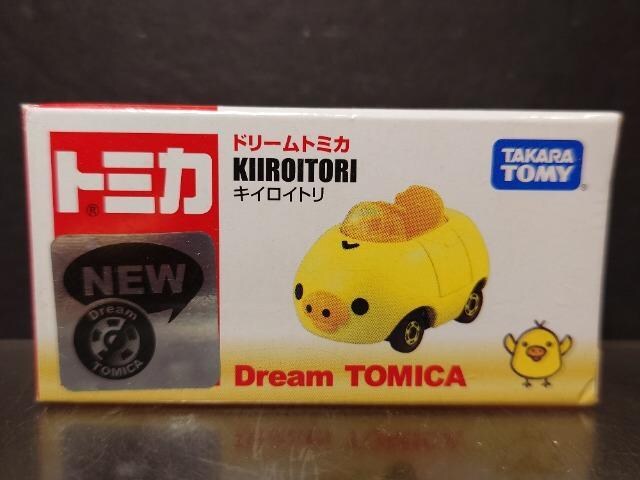 トミカ
®
ドリームトミカ
KIIROITORI
キイロイトリ
TAKARA
TOMY
®
NEW
Dream
TOMICA
Dream TOMICA